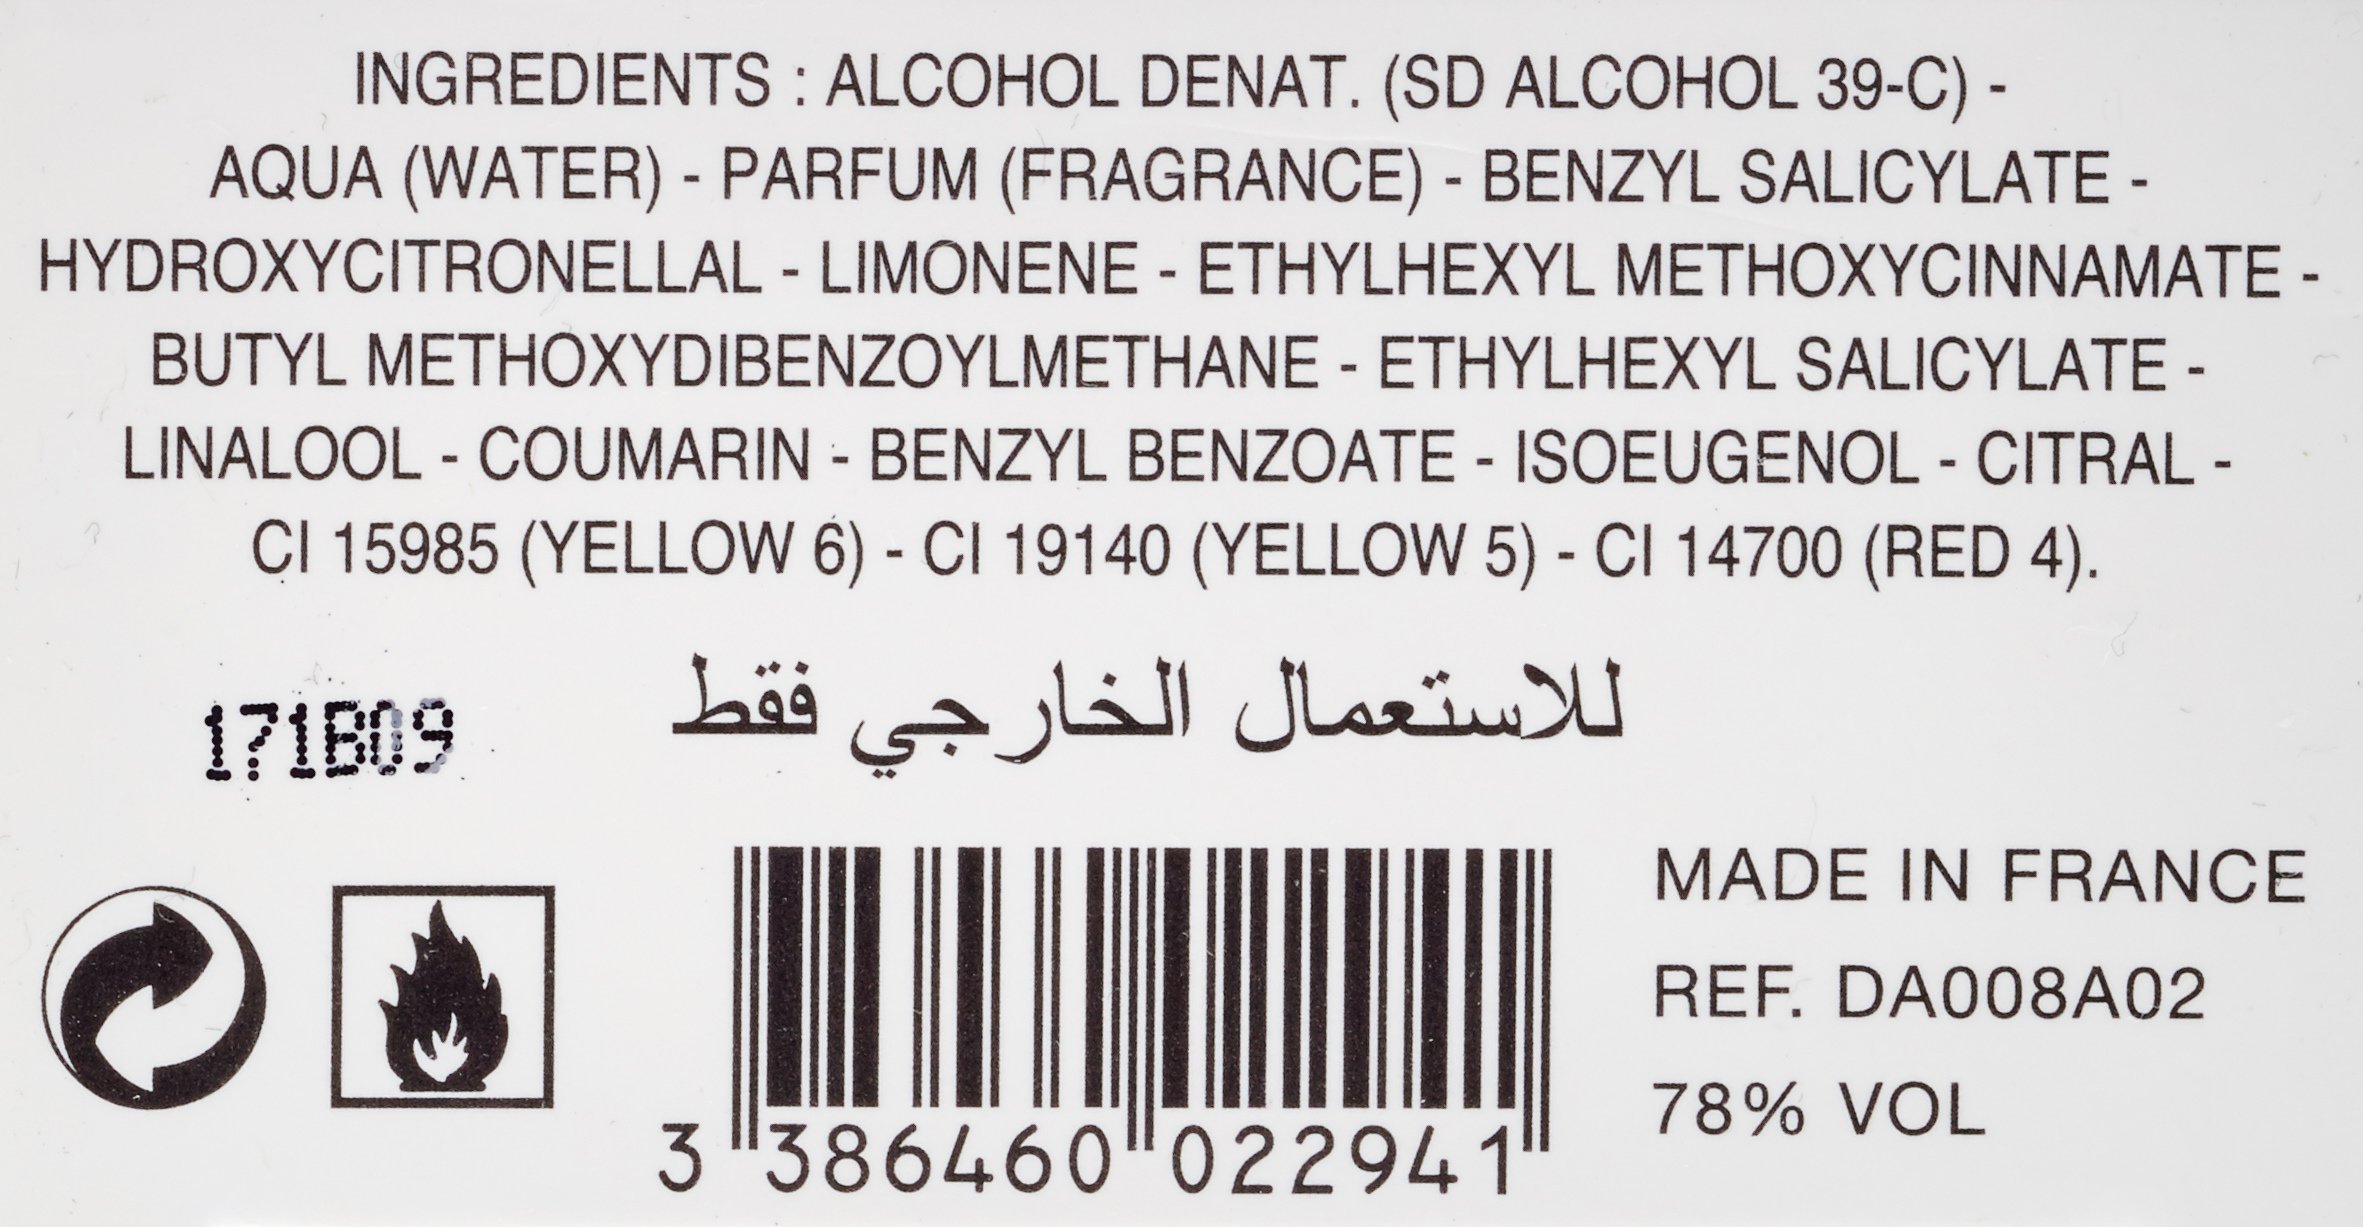 INGREDIENTS : ALCOHOL DENAT. (SD ALCOHOL 39-C) -
AQUA (WATER) - PARFUM (FRAGRANCE) - BENZYL SALICYLATE -
HYDROXYCITRONELLAL - LIMONENE - ETHYLHEXYL METHOXYCINNAMATE -
BUTYL METHOXYDIBENZOYLMETHANE - ETHYLHEXYL SALICYLATE -
LINALOOL - COUMARIN - BENZYL BENZOATE - ISOEUGENOL - CITRAL -
CI 15985 (YELLOW 6) - CI 19140 (YELLOW 5) - CI 14700 (RED 4).
للاستعمال الخارجي فقط
171B09
MADE IN FRANCE
REF. DA008A02
78% VOL
3 386460 022941